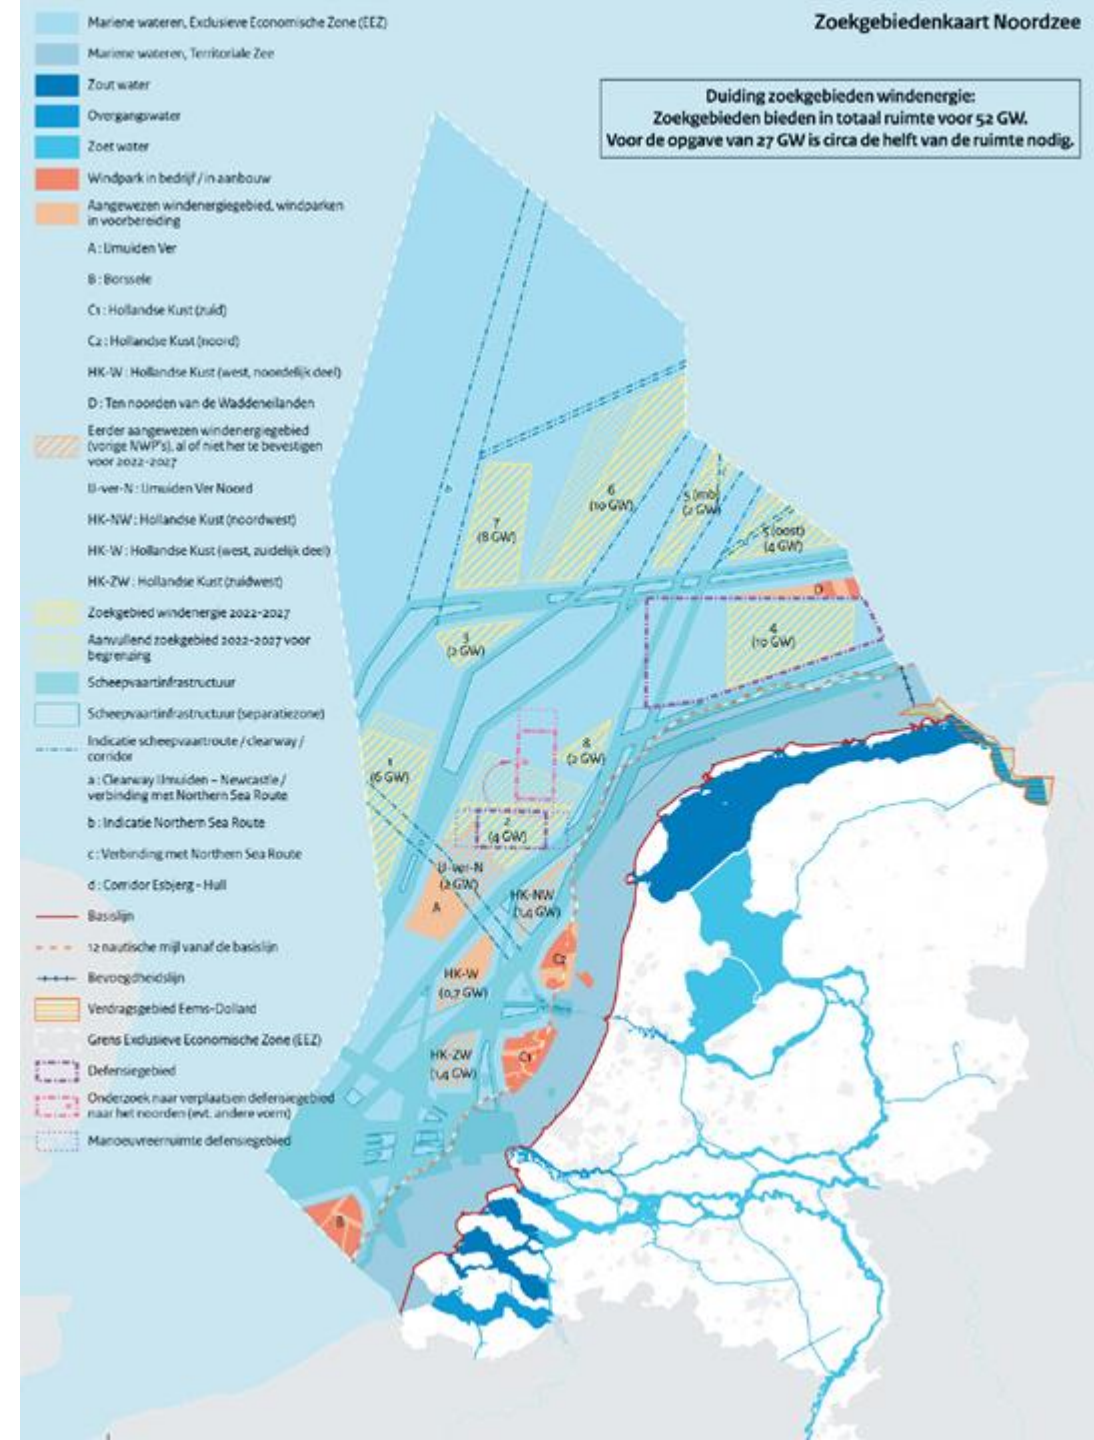 Zoekgebiedenkaart Noordzee
Duiding zoekgebieden windenergie:
Zoekgebieden bieden in totaal ruimte voor 52 GW.
Voor de opgave van 27 GW is circa de helft van de ruimte nodig.
Mariene wateren, Exclusieve Economische Zone (EEZ)
Mariene wateren, Territoriale Zee
Zout water
Overgangswater
Zoet water
Windpark in bedrijf / in aanbouw
Aangewezen windenergiegebied, windparken
in voorbereiding
A : IJmuiden Ver
B : Borssele
C1 : Hollandse Kust (zuid)
C2 : Hollandse Kust (noord)
HK-W : Hollandse Kust (west, noordelijk deel)
D : Ten noorden van de Waddeneilanden
Eerder aangewezen windenergiegebied
(vorige NWP's), al of niet her te bevestigen
voor 2022-2027
IJ-ver-N : IJmuiden Ver Noord
HK-NW : Hollandse Kust (noordwest)
HK-W : Hollandse Kust (west, zuidelijk deel)
HK-ZW : Hollandse Kust (zuidwest)
Zoekgebied windenergie 2022-2027
Aanvullend zoekgebied 2022-2027 voor
begrenzing
Scheepvaartinfrastructuur
Scheepvaartinfrastructuur (separatiezone)
Indicatie scheepvaartroute / clearway /
corridor
a : Clearway IJmuiden – Newcastle /
verbinding met Northern Sea Route
b : Indicatie Northern Sea Route
c : Verbinding met Northern Sea Route
d : Corridor Esbjerg - Hull
Basislijn
12 nautische mijl vanaf de basislijn
Bevoegdheidslijn
Verdragsgebied Eems-Dollard
Grens Exclusieve Economische Zone (EEZ)
Defensiegebied
Onderzoek naar verplaatsen defensiegebied
naar het noorden (evt. andere vorm)
Manoeuvreerruimte defensiegebied
b
6
(10 GW)
5 (mb)
(2 GW)
7
(8 GW)
5 (oost)
(4 GW)
D
3
(2 GW)
4
(10 GW)
8
(2 GW)
1
(6 GW)
2
(4 GW)
IJ-ver-N
(2 GW)
HK-NW
(1,4 GW)
A
C2
HK-W
(0,7 GW)
HK-ZW
(1,4 GW)
C1
B